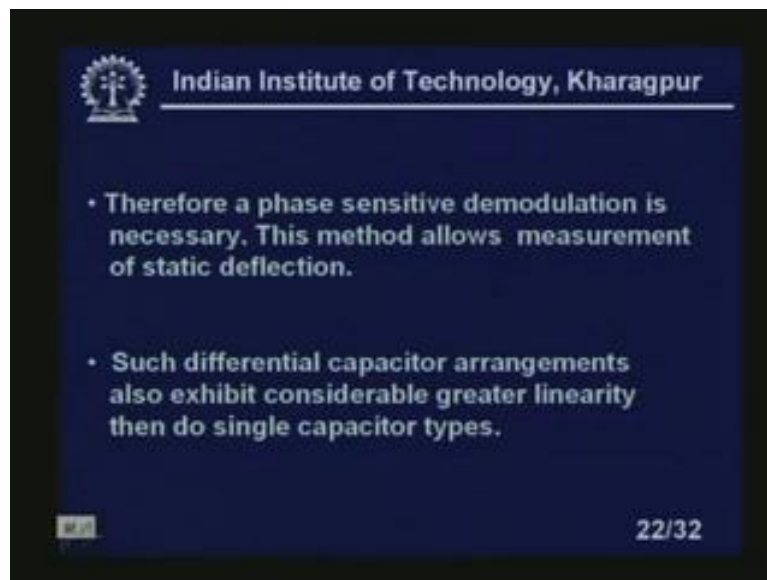 Indian Institute of Technology, Kharagpur
• Therefore a phase sensitive demodulation is
necessary. This method allows measurement
of static deflection.
• Such differential capacitor arrangements
also exhibit considerable greater linearity
then do single capacitor types.
22/32